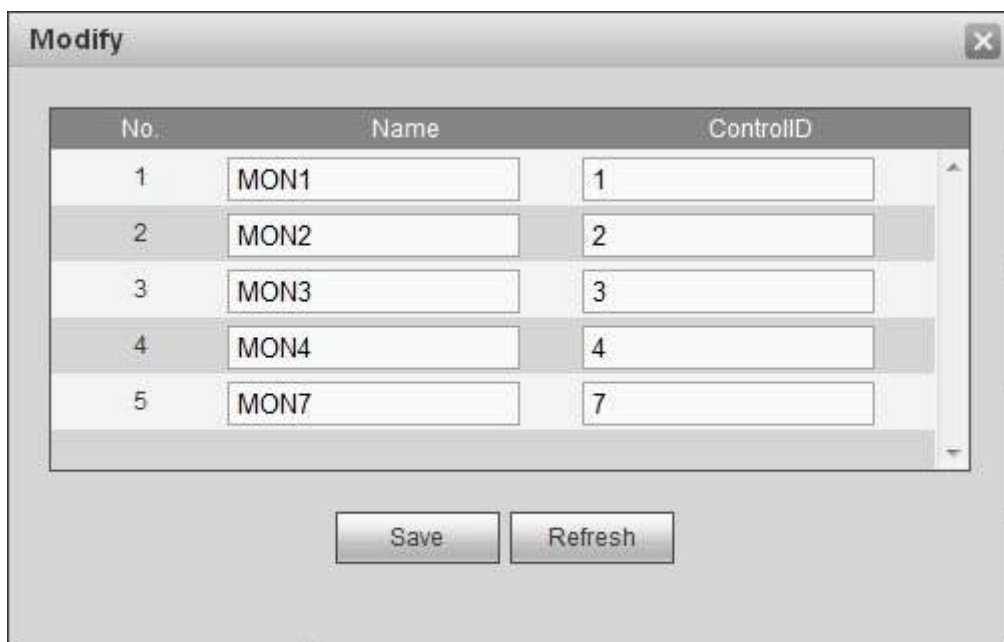 Modify
No. Name ControlID
1 MON1 1
2 MON2 2
3 MON3 3
4 MON4 4
5 MON7 7
Save Refresh